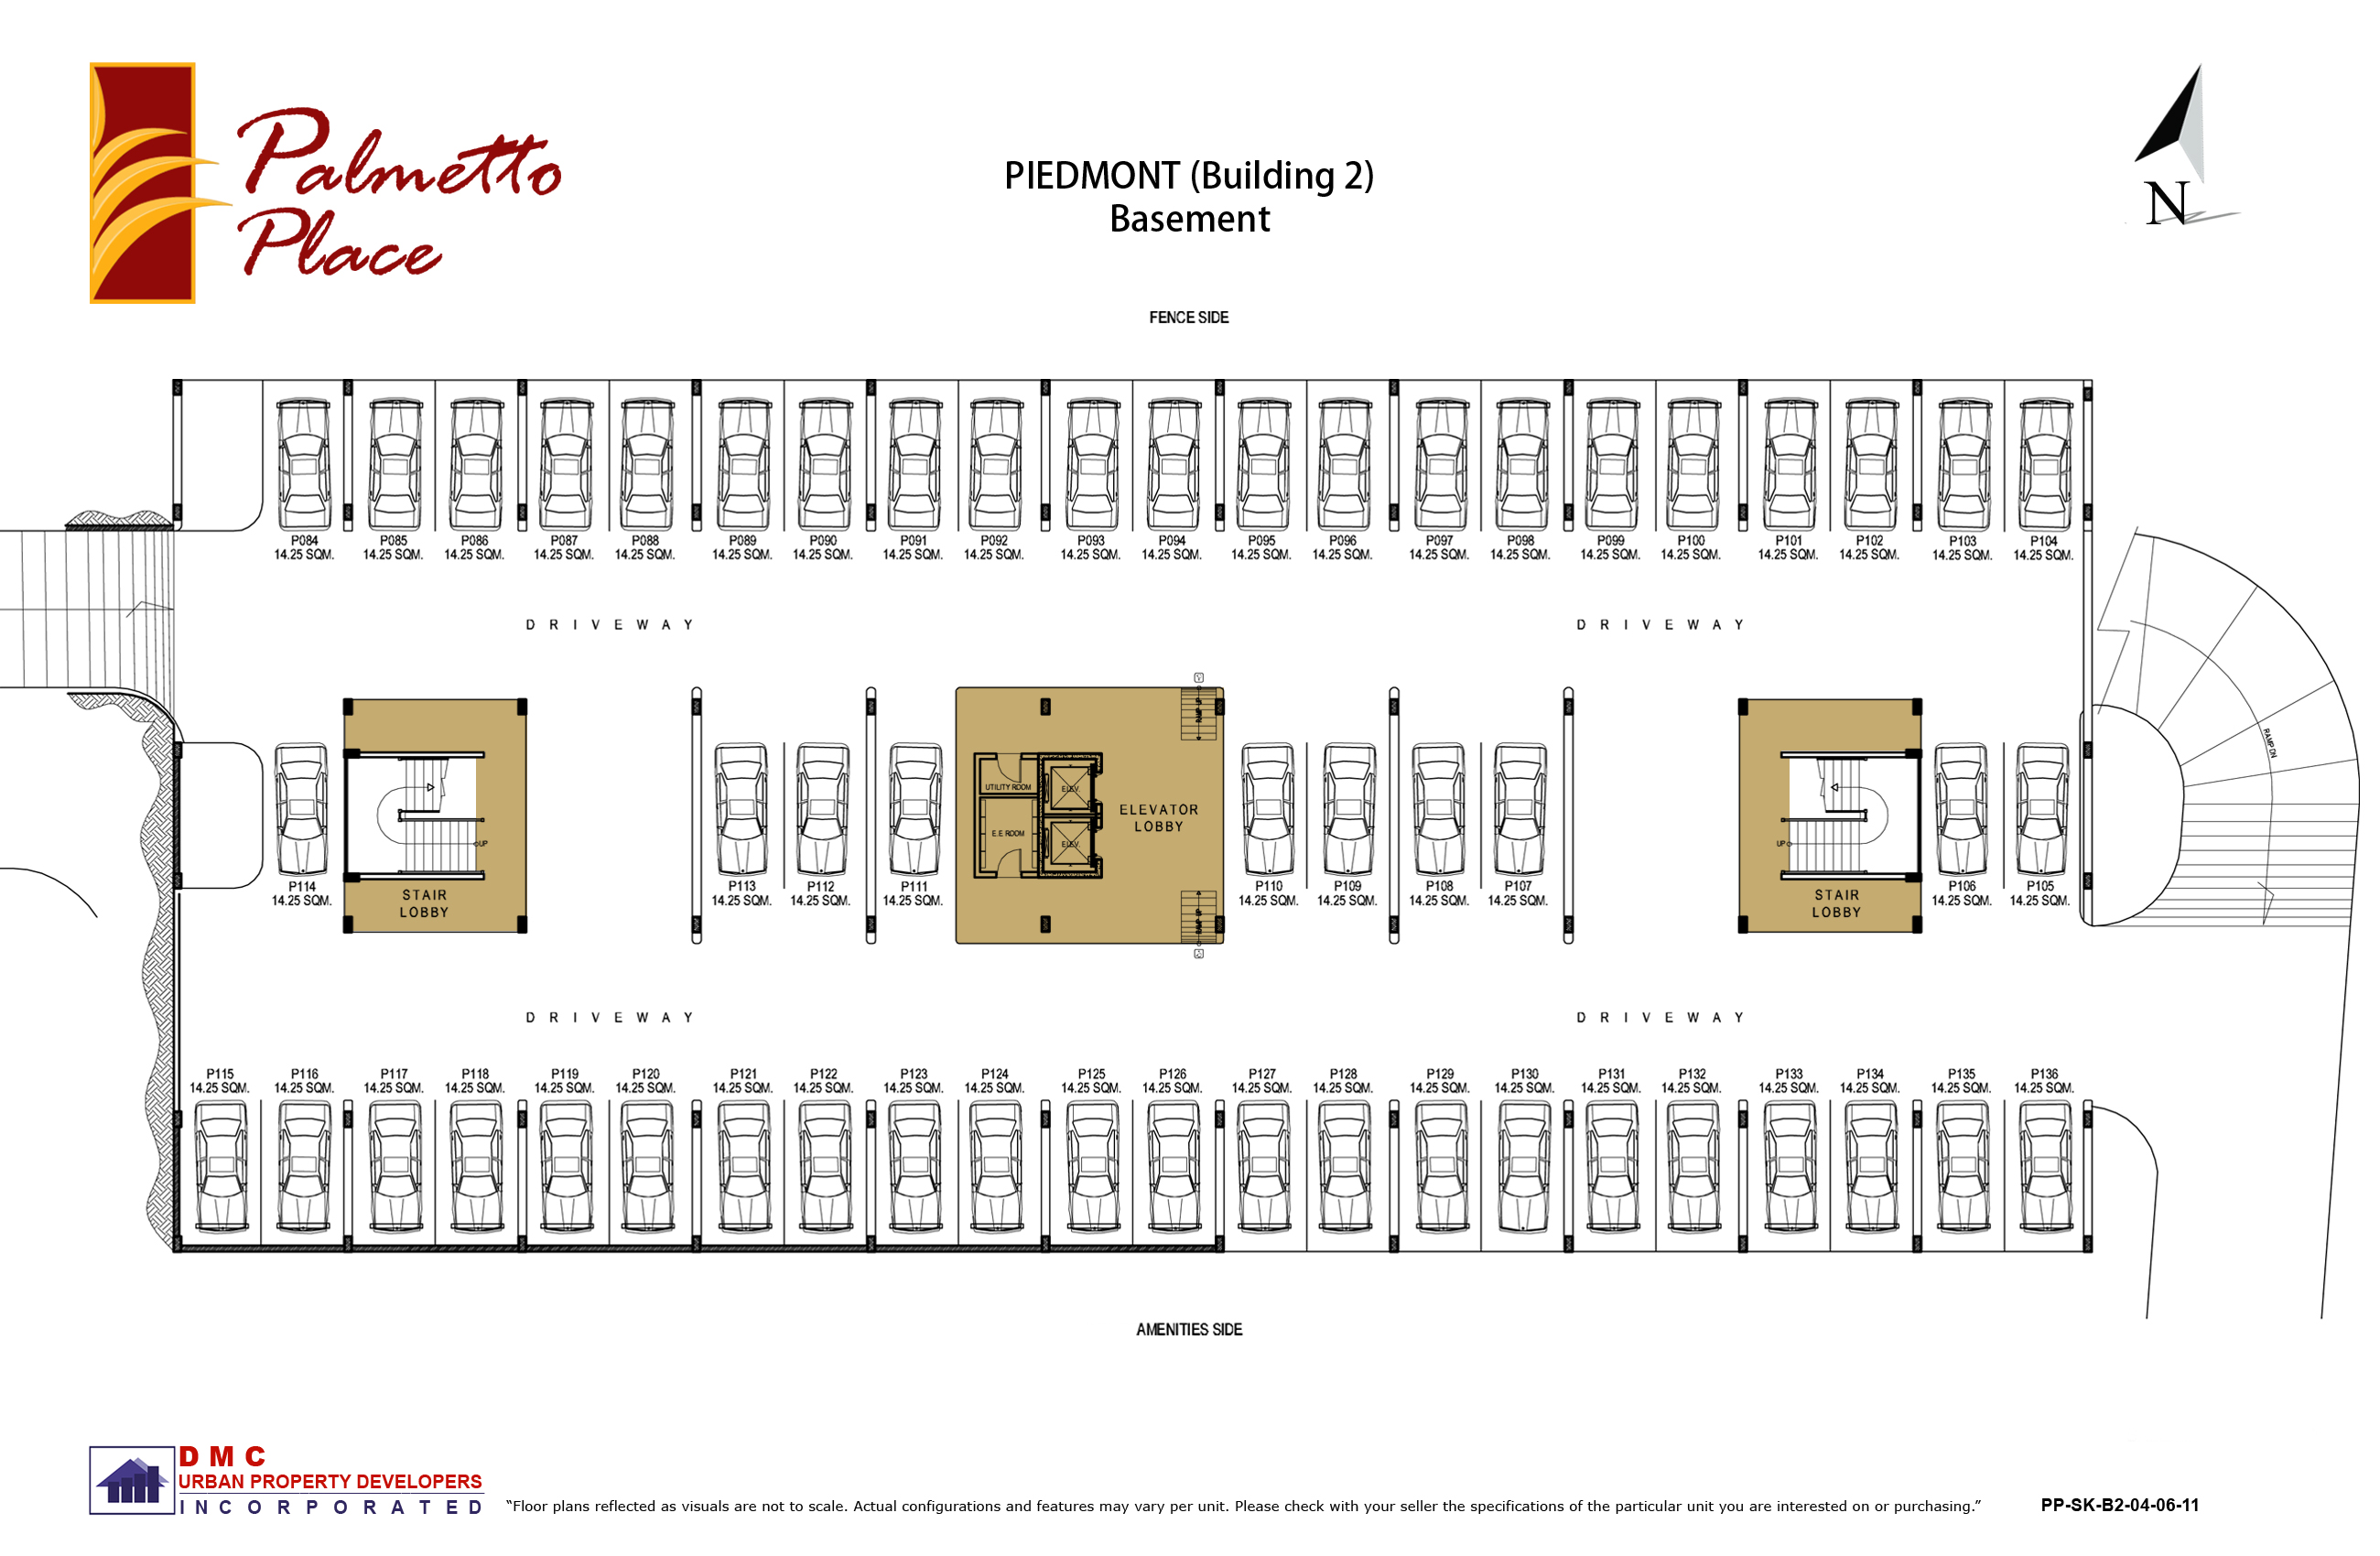 Palmetto
Place
PIEDMONT (Building 2)
Basement
N
FENCE SIDE
P084 P085 P086 P087 P088 P089 P090 P091 P092 P093 P094 P095 P096 P097 P098 P099 P100 P101 P102 P103 P104
14.25 SQM. 14.25 SQM. 14.25 SQM. 14.25 SQM. 14.25 SQM. 14.25 SQM. 14.25 SQM. 14.25 SQM. 14.25 SQM. 14.25 SQM. 14.25 SQM. 14.25 SQM. 14.25 SQM. 14.25 SQM. 14.25 SQM. 14.25 SQM. 14.25 SQM. 14.25 SQM. 14.25 SQM. 14.25 SQM. 14.25 SQM.
DRIVEWAY DRIVEWAY
RAMP UP
RAMP DN
UTILITY ROOM ELEV.
ELEVATOR
LOBBY
E.E ROOM ELEV.
UP UP
P114 P113 P112 P111 P110 P109 P108 P107 P106 P105
14.25 SQM. 14.25 SQM. 14.25 SQM. 14.25 SQM. 14.25 SQM. 14.25 SQM. 14.25 SQM. 14.25 SQM. 14.25 SQM. 14.25 SQM.
STAIR
LOBBY
STAIR
LOBBY
RAMP UP
DRIVEWAY DRIVEWAY
P115 P116 P117 P118 P119 P120 P121 P122 P123 P124 P125 P126 P127 P128 P129 P130 P131 P132 P133 P134 P135 P136
14.25 SQM. 14.25 SQM. 14.25 SQM. 14.25 SQM. 14.25 SQM. 14.25 SQM. 14.25 SQM. 14.25 SQM. 14.25 SQM. 14.25 SQM. 14.25 SQM. 14.25 SQM. 14.25 SQM. 14.25 SQM. 14.25 SQM. 14.25 SQM. 14.25 SQM. 14.25 SQM. 14.25 SQM. 14.25 SQM. 14.25 SQM. 14.25 SQM.
AMENITIES SIDE
DMC
URBAN PROPERTY DEVELOPERS
INCORPORATED
“Floor plans reflected as visuals are not to scale. Actual configurations and features may vary per unit. Please check with your seller the specifications of the particular unit you are interested on or purchasing.”
PP-SK-B2-04-06-11